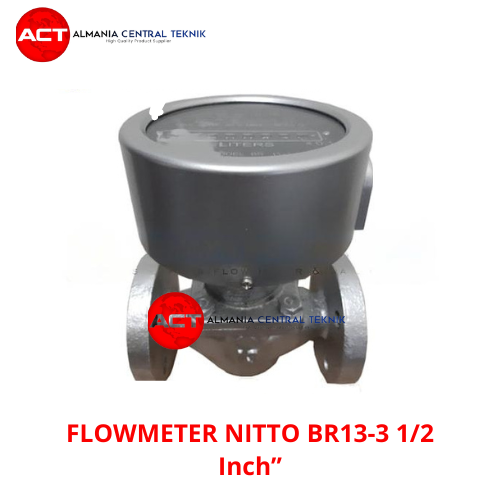 ACT ALMANIA CENTRAL TEKNIK
High Quality Product Supplier
LITERS
ACT ALMANIA CENTRAL TEKNIK
FLOWMETER NITTO BR13-3 1/2
Inch”